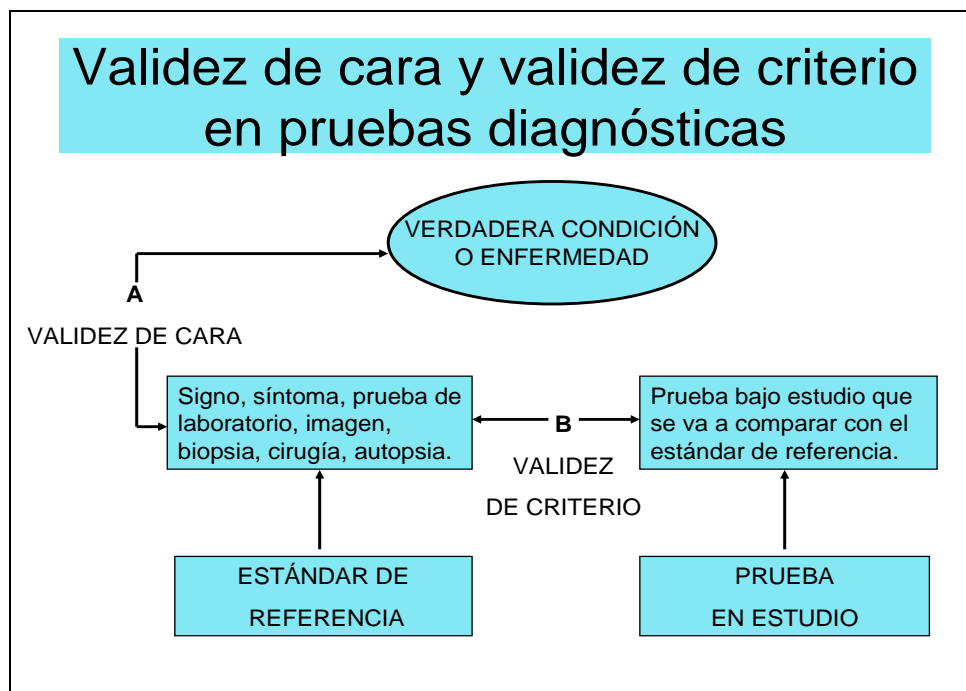 Validez de cara y validez de criterio
en pruebas diagnósticas
VERDADERA CONDICIÓN
O ENFERMEDAD
A
VALIDEZ DE CARA
Signo, síntoma, prueba de
laboratorio, imagen,
biopsia, cirugía, autopsia.
B
VALIDEZ
DE CRITERIO
Prueba bajo estudio que
se va a comparar con el
estándar de referencia.
ESTÁNDAR DE
REFERENCIA
PRUEBA
EN ESTUDIO